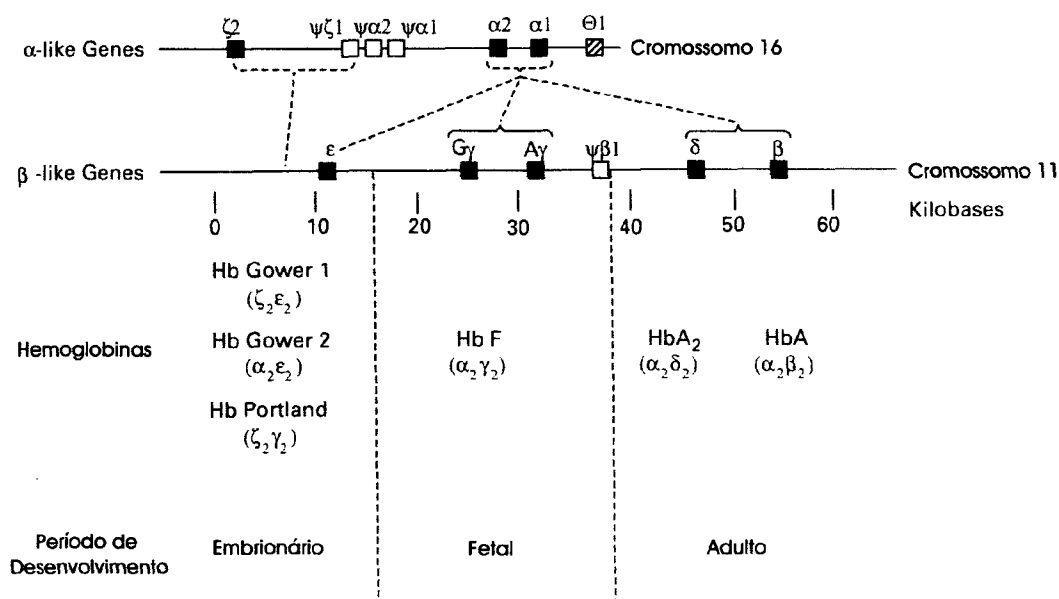 ζ2 ψζ1 ψα2 ψα1 α2 α1 Θ1
α-like Genes Cromossomo 16
ε Gγ Aγ ψβ1 δ β
β -like Genes Cromossomo 11
0 10 20 30 40 50 60 Kilobases
Hb Gower 1
(ζ₂ε₂)
Hemoglobinas
Hb Gower 2
(α₂ε₂)
Hb F
(α₂γ₂)
HbA₂
(α₂δ₂)
HbA
(α₂β₂)
Hb Portland
(ζ₂γ₂)
Período de
Desenvolvimento
Embrionário Fetal Adulto